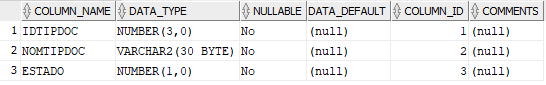 COLUMN_NAME DATA_TYPE NULLABLE DATA_DEFAULT COLUMN_ID COMMENTS
1 IDTIPDOC NUMBER(3,0) No (null) 1 (null)
2 NOMTIPDOC VARCHAR2(30 BYTE) No (null) 2 (null)
3 ESTADO NUMBER(1,0) No (null) 3 (null)